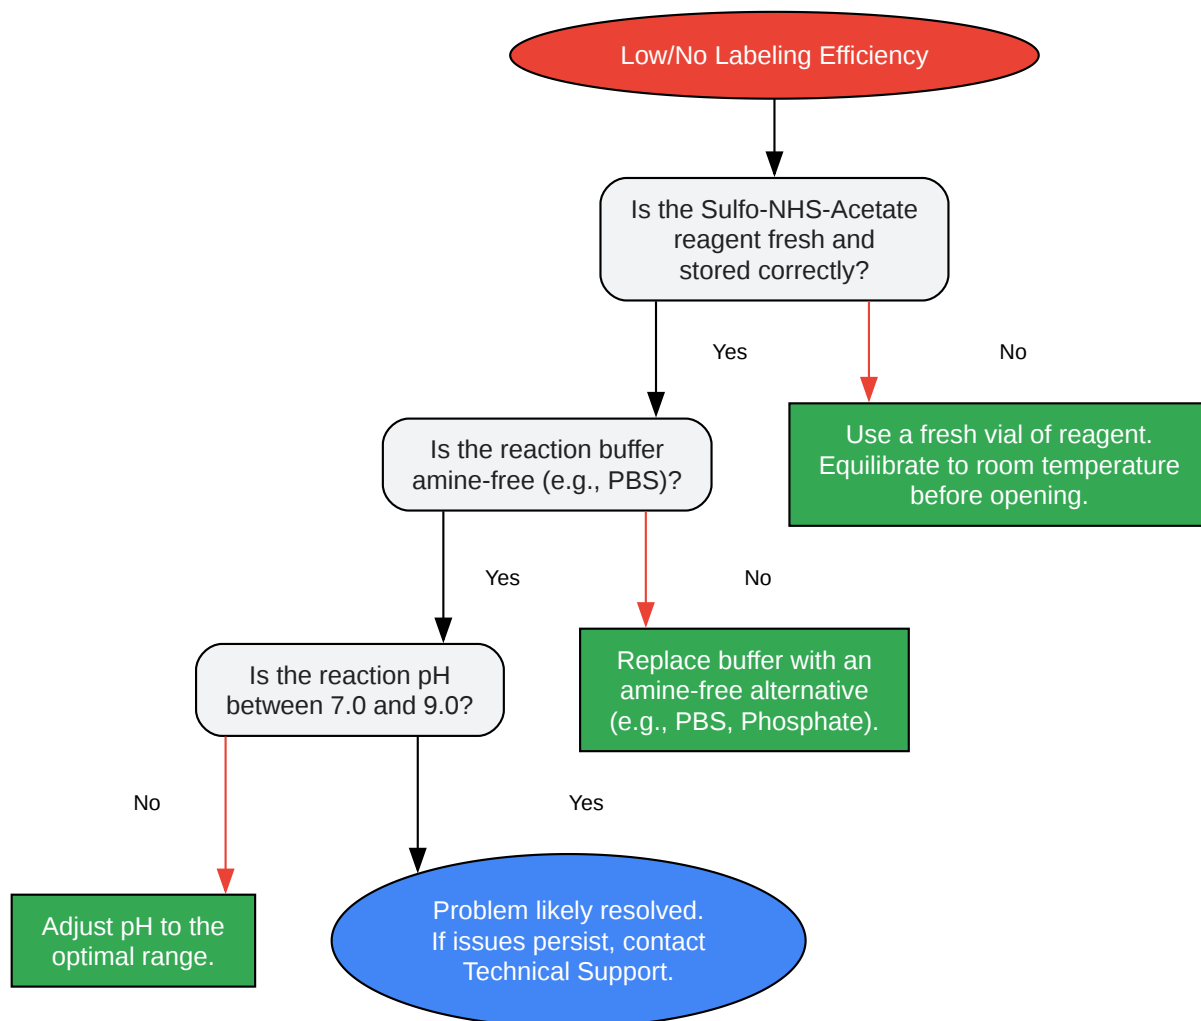 Low/No Labeling Efficiency
Is the Sulfo-NHS-Acetate
reagent fresh and
stored correctly?
Yes
No
Use a fresh vial of reagent.
Equilibrate to room temperature
before opening.
Is the reaction buffer
amine-free (e.g., PBS)?
Yes
No
Replace buffer with an
amine-free alternative
(e.g., PBS, Phosphate).
Is the reaction pH
between 7.0 and 9.0?
No
Yes
Adjust pH to the
optimal range.
Problem likely resolved.
If issues persist, contact
Technical Support.